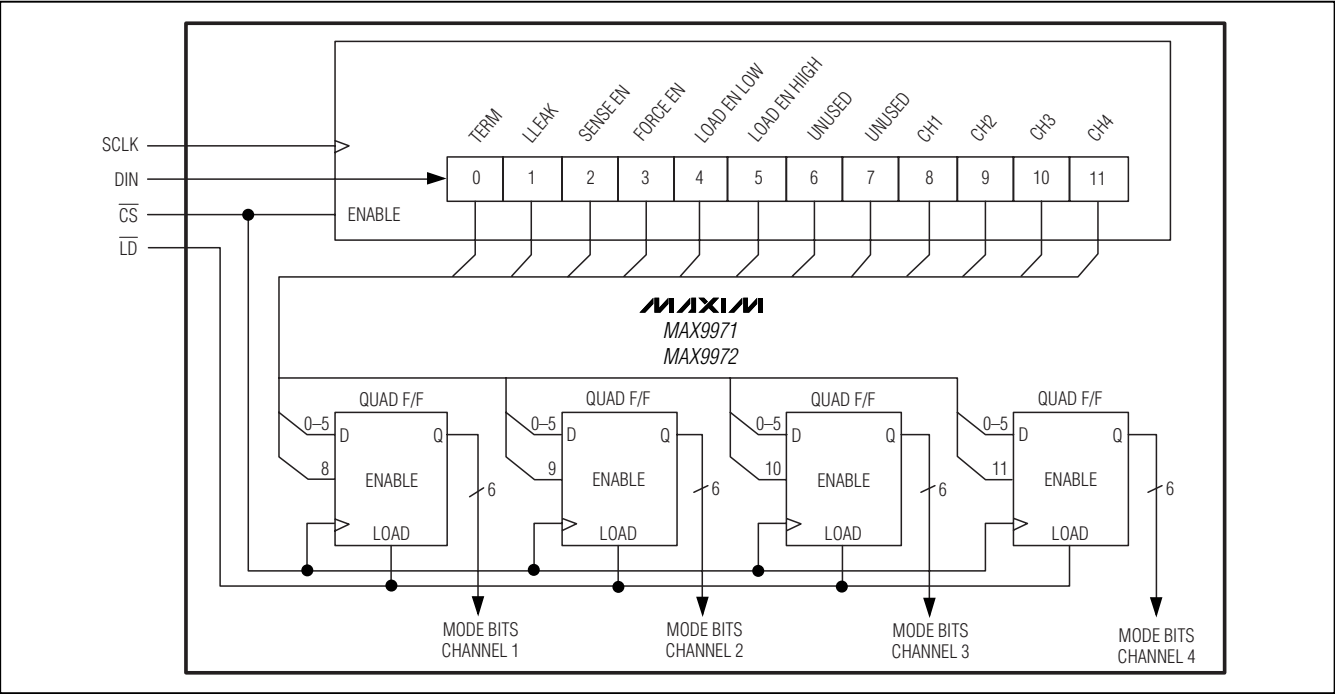 TERM
LLEAK
SENSE EN
FORCE EN
LOAD EN LOW
LOAD EN HIIGH
UNUSED
UNUSED
CH1
CH2
CH3
CH4
SCLK
DIN
0 1 2 3 4 5 6 7 8 9 10 11
CS
ENABLE
LD
MAXIM
MAX9971
MAX9972
QUAD F/F QUAD F/F QUAD F/F QUAD F/F
0–5 D Q 0–5 D Q 0–5 D Q 0–5 D Q
8 ENABLE 6 9 ENABLE 6 10 ENABLE 6 11 ENABLE 6
LOAD LOAD LOAD LOAD
MODE BITS
CHANNEL 1
MODE BITS
CHANNEL 2
MODE BITS
CHANNEL 3
MODE BITS
CHANNEL 4